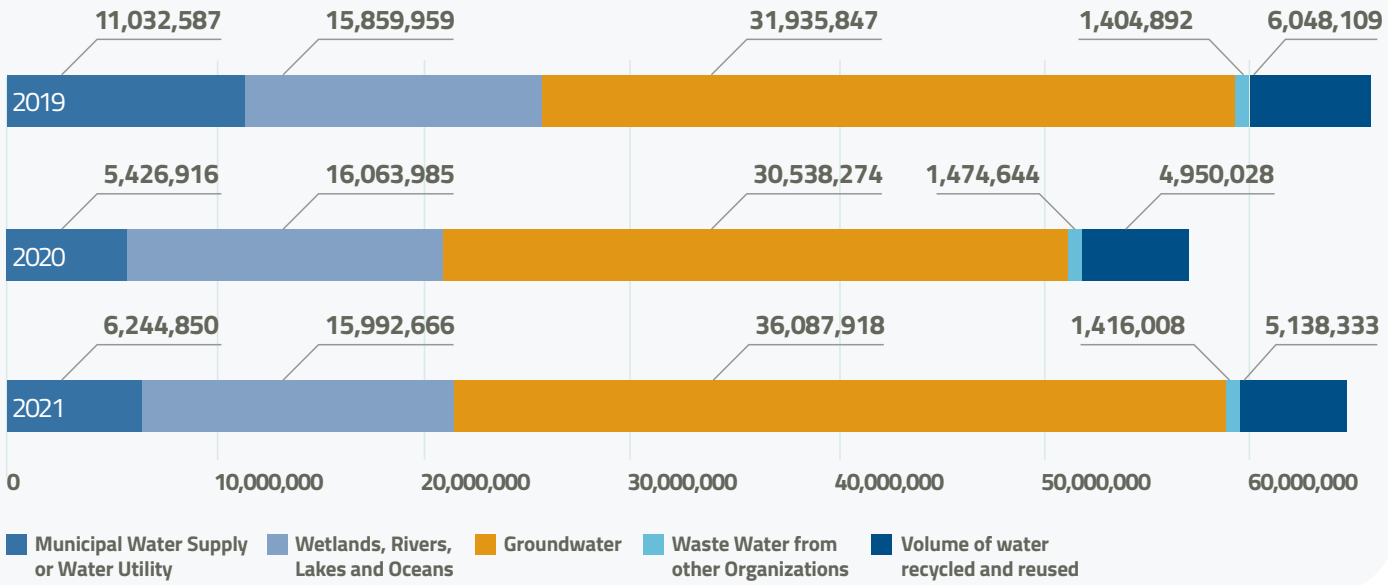 11,032,587 15,859,959 31,935,847 1,404,892 6,048,109
2019
5,426,916 16,063,985 30,538,274 1,474,644 4,950,028
2020
6,244,850 15,992,666 36,087,918 1,416,008 5,138,333
2021
0 10,000,000 20,000,000 30,000,000 40,000,000 50,000,000 60,000,000
Municipal Water Supply
or Water Utility
Wetlands, Rivers,
Lakes and Oceans
Groundwater
Waste Water from
other Organizations
Volume of water
recycled and reused